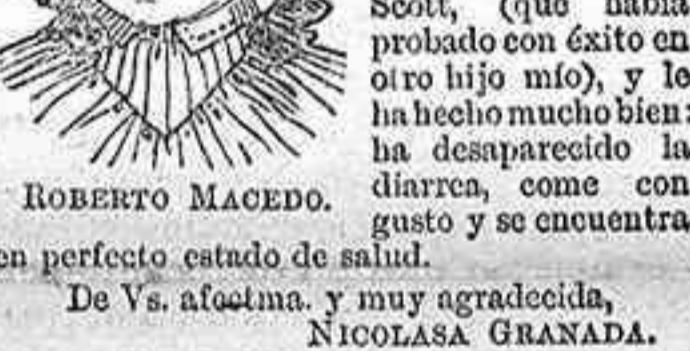 Scott, (que había
probado con éxito en
otro hijo mío), y le
ha hecho mucho bien:
ha desaparecido la
diarrea, come con
gusto y se encuentra
en perfecto estado de salud.
ROBERTO MACEDO.
De Vs. afectma. y muy agradecida,
NICOLASA GRANADA.